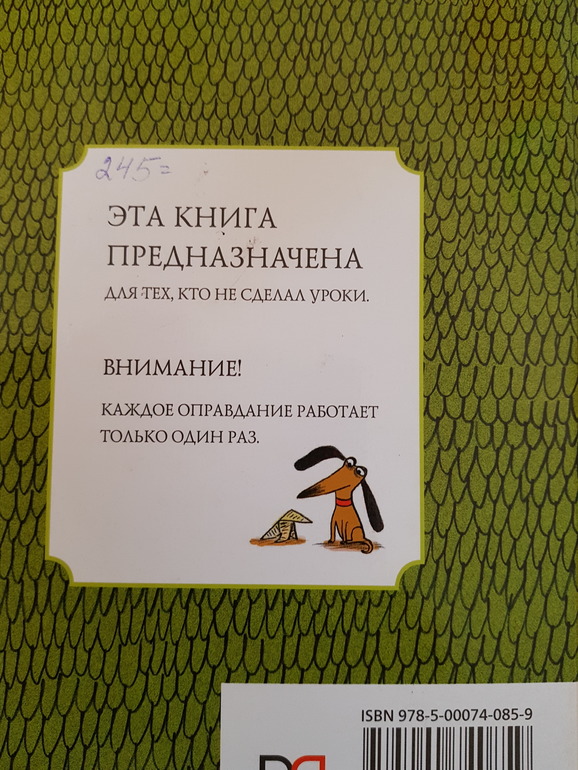 245=
ЭТА КНИГА
ПРЕДНАЗНАЧЕНА
ДЛЯ ТЕХ, КТО НЕ СДЕЛАЛ УРОКИ.
ВНИМАНИЕ!
КАЖДОЕ ОПРАВДАНИЕ РАБОТАЕТ
ТОЛЬКО ОДИН РАЗ.
ISBN 978-5-00074-085-9